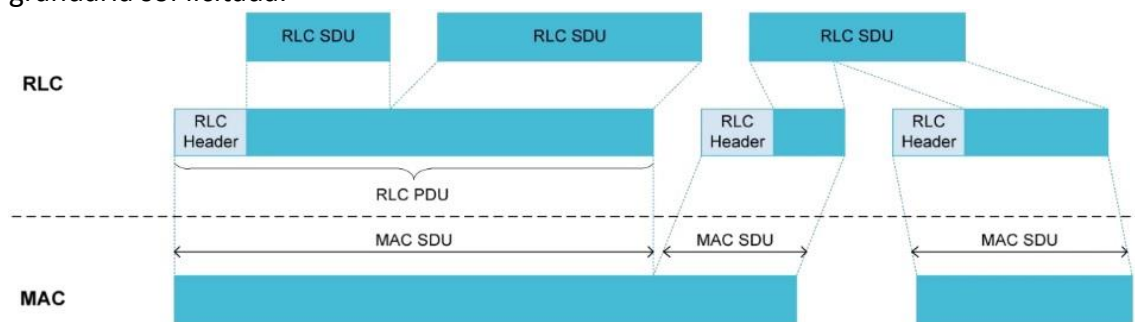 RLC SDU RLC SDU RLC SDU
RLC
RLC Header RLC Header RLC Header
RLC PDU
MAC SDU MAC SDU MAC SDU
MAC